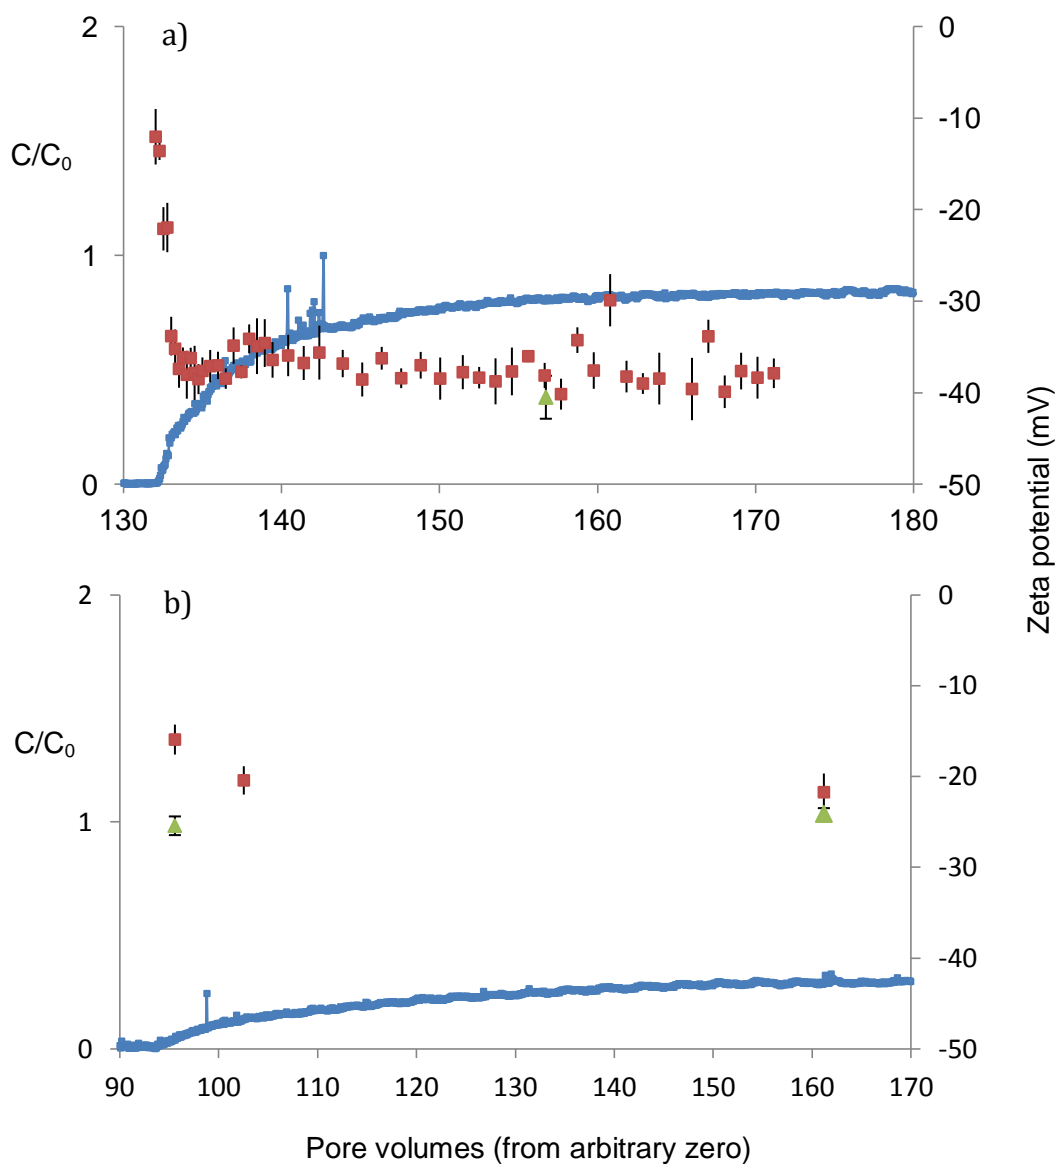 a)
C/C0
2
1
0
0
-10
-20
-30
-40
-50
130 140 150 160 170 180
b)
C/C0
2
1
0
0
-10
-20
-30
-40
-50
90 100 110 120 130 140 150 160 170
Zeta potential (mV)
Pore volumes (from arbitrary zero)